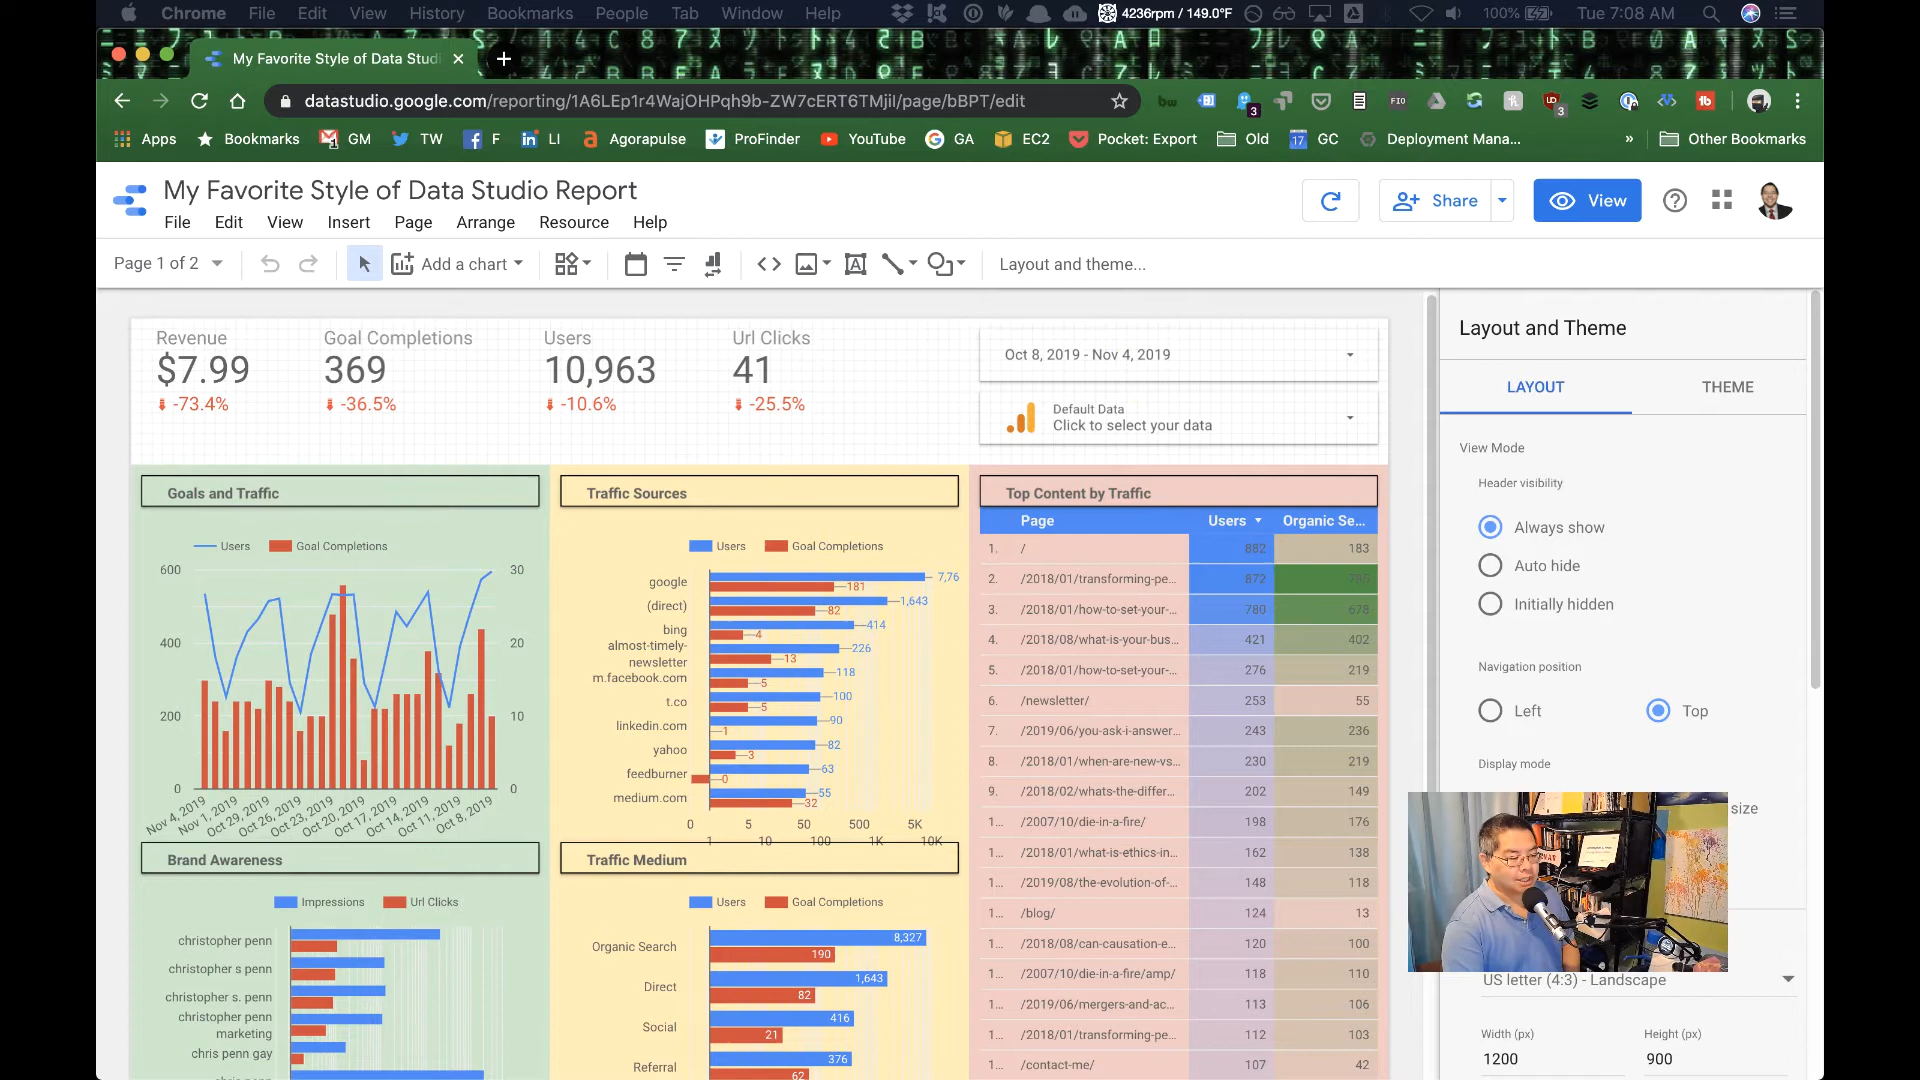 Chrome File Edit View History Bookmarks People Tab Window Help 4236rpm / 149.0°F 100% Tue 7:08 AM
My Favorite Style of Data Studi
datastudio.google.com/reporting/1A6LEp1r4WajOHPqh9b-ZW7cERT6TMjiI/page/bBPT/edit
Apps Bookmarks GM TW F LI Agorapulse ProFinder YouTube GA EC2 Pocket: Export Old GC Deployment Mana... » Other Bookmarks
My Favorite Style of Data Studio Report
Share View
File Edit View Insert Page Arrange Resource Help
Page 1 of 2 Add a chart Layout and theme...
Revenue Goal Completions Users Url Clicks
$7.99 369 10,963 41
-73.4% -36.5% -10.6% -25.5%
Oct 8, 2019 - Nov 4, 2019
Default Data
Click to select your data
Goals and Traffic
Users Goal Completions
600 30
400 20
200 10
0 0
Nov 4, 2019 Nov 1, 2019 Oct 29, 2019 Oct 26, 2019 Oct 23, 2019 Oct 20, 2019 Oct 17, 2019 Oct 14, 2019 Oct 11, 2019 Oct 8, 2019
Brand Awareness
Impressions Url Clicks
christopher penn
christopher s penn
christopher s. penn
christopher penn
marketing
chris penn gay
Traffic Sources
Users Goal Completions
google 7,76 181
(direct) 1,643 82
bing 414 4
almost-timely-
newsletter 226 13
m.facebook.com 118 5
t.co 100 5
linkedin.com 90 1
yahoo 82 3
feedburner 63 0
medium.com 55 32
0 5 50 500 5K
1 10 100 1K 10K
Traffic Medium
Users Goal Completions
Organic Search 8,327 190
Direct 1,643 82
Social 416 21
Referral 376 62
Top Content by Traffic
Page Users Organic Se...
1. / 882 183
2. /2018/01/transforming-pe... 872
3. /2018/01/how-to-set-your-... 780 678
4. /2018/08/what-is-your-bus... 421 402
5. /2018/01/how-to-set-your-... 276 219
6. /newsletter/ 253 55
7. /2019/06/you-ask-i-answer... 243 236
8. /2018/01/when-are-new-vs... 230 219
9. /2018/02/whats-the-differ... 202 149
1... /2007/10/die-in-a-fire/ 198 176
1... /2018/01/what-is-ethics-in... 162 138
1... /2019/08/the-evolution-of-... 148 118
1... /blog/ 124 13
1... /2018/08/can-causation-e... 120 100
1... /2007/10/die-in-a-fire/amp/ 118 110
1... /2019/06/mergers-and-ac... 113 106
1... /2018/01/transforming-pe... 112 103
1... /contact-me/ 107 42
Layout and Theme
LAYOUT THEME
View Mode
Header visibility
Always show
Auto hide
Initially hidden
Navigation position
Left Top
Display mode
size
US letter (4:3) - Landscape
Width (px) Height (px)
1200 900